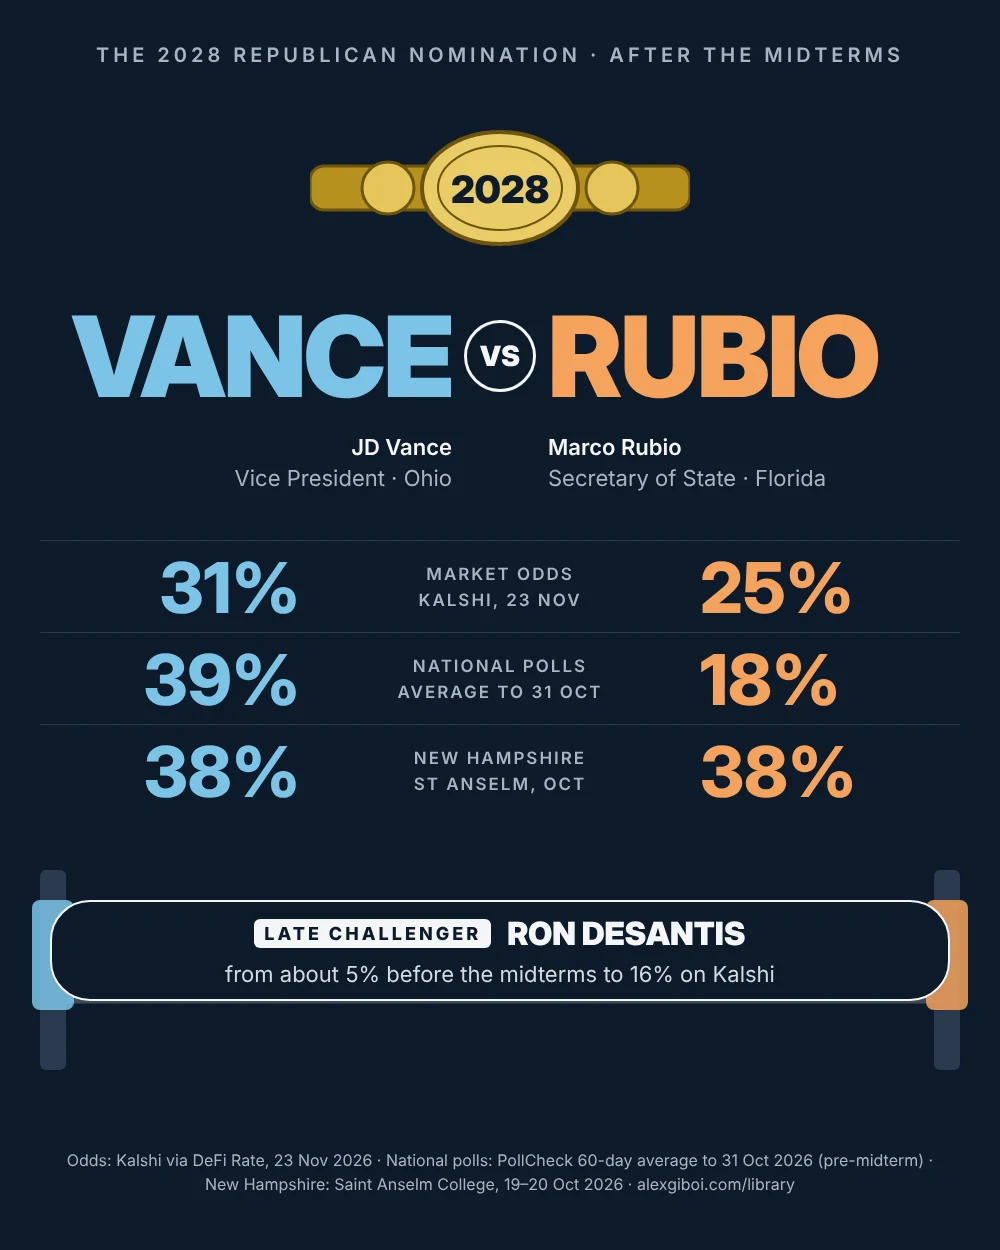 THE 2028 REPUBLICAN NOMINATION · AFTER THE MIDTERMS
2028
VANCE VS RUBIO
JD Vance
Vice President · Ohio
Marco Rubio
Secretary of State · Florida
31%
MARKET ODDS
KALSHI, 23 NOV
25%
39%
NATIONAL POLLS
AVERAGE TO 31 OCT
18%
38%
NEW HAMPSHIRE
ST ANSELM, OCT
38%
LATE CHALLENGER RON DESANTIS
from about 5% before the midterms to 16% on Kalshi
Odds: Kalshi via DeFi Rate, 23 Nov 2026 · National polls: PollCheck 60-day average to 31 Oct 2026 (pre-midterm) ·
New Hampshire: Saint Anselm College, 19–20 Oct 2026 · alexgiboi.com/library